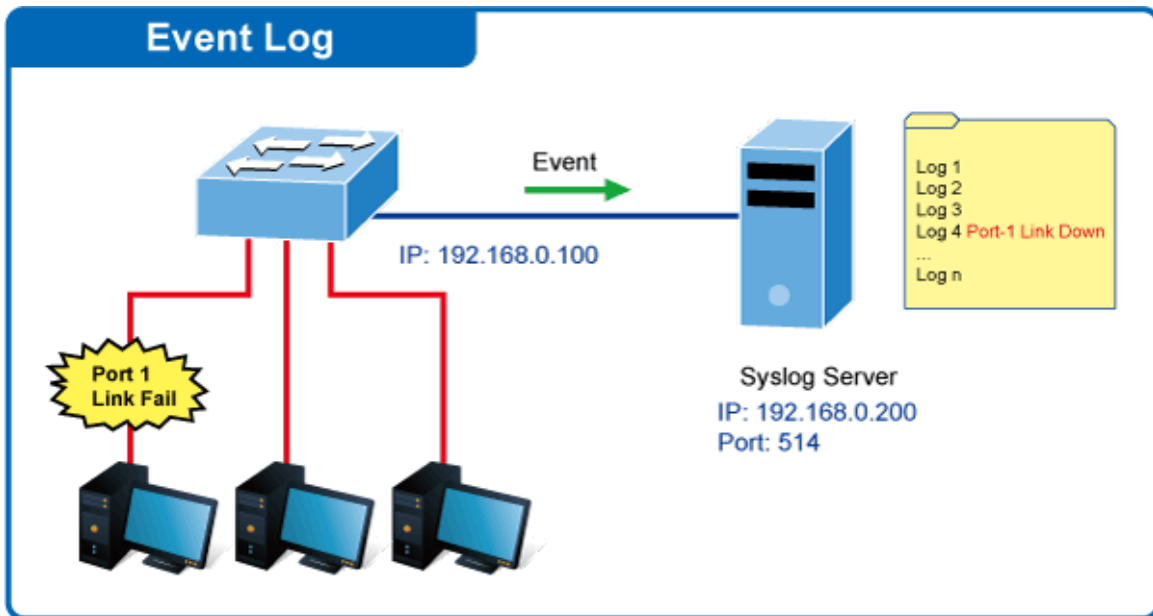 Event Log
Event
IP: 192.168.0.100
Port 1
Link Fail
Syslog Server
IP: 192.168.0.200
Port: 514
Log 1
Log 2
Log 3
Log 4 Port-1 Link Down
...
Log n